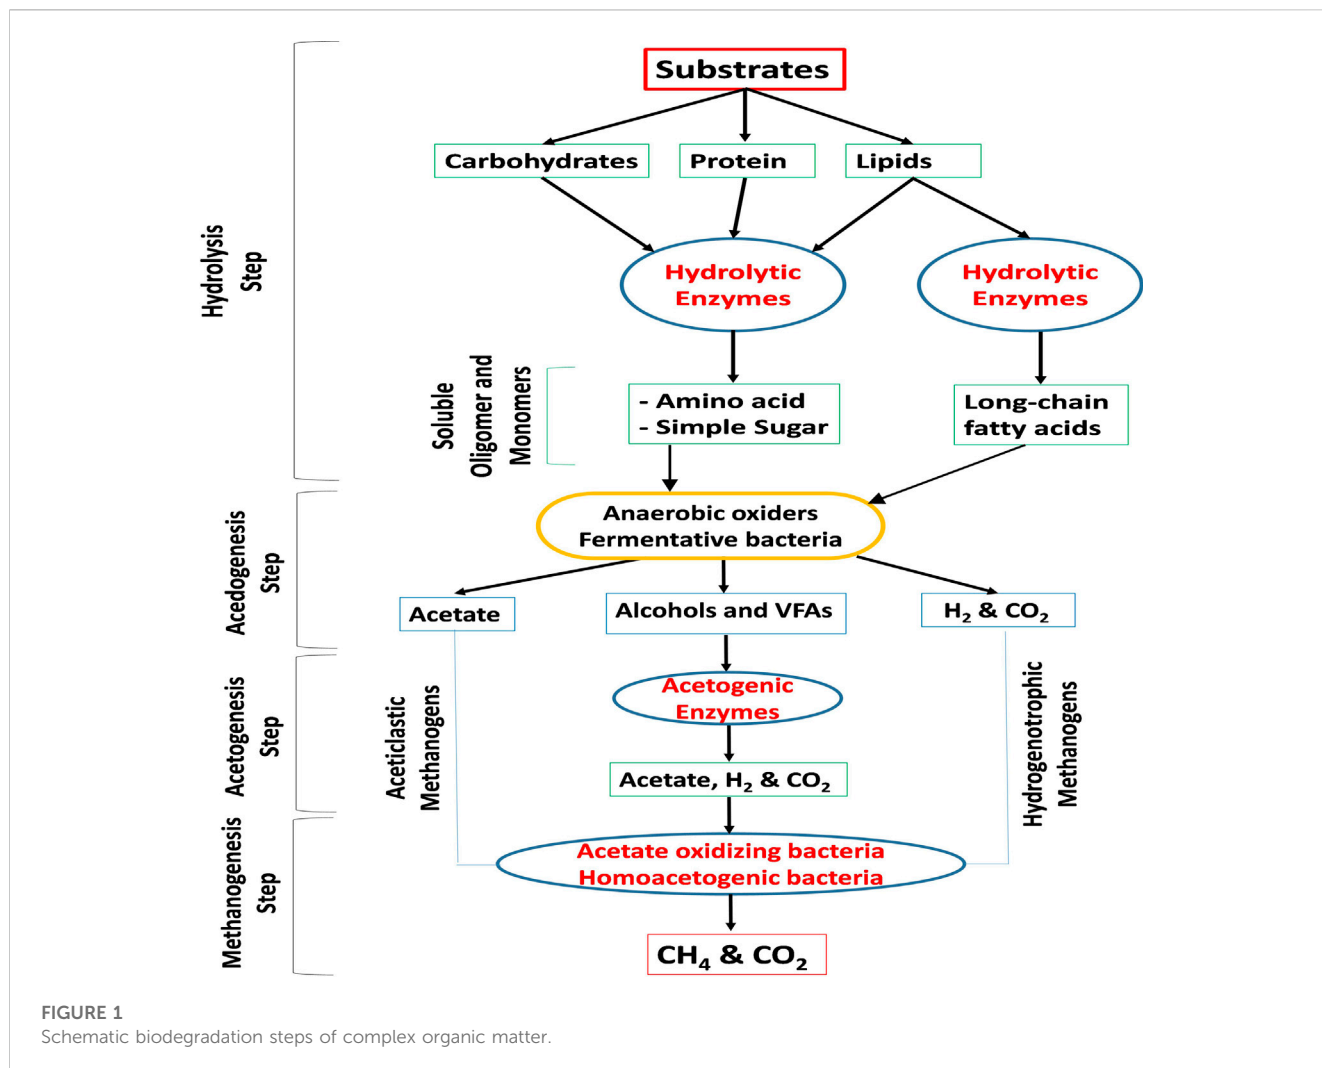 Substrates
Carbohydrates
Protein
Lipids
Hydrolysis
Step
Hydrolytic
Enzymes
Hydrolytic
Enzymes
Soluble
Oligomer and
Monomers
- Amino acid
- Simple Sugar
Long-chain
fatty acids
Acedogenesis
Step
Anaerobic oxiders
Fermentative bacteria
Acetate
Alcohols and VFAs
H₂ & CO₂
Acetogenesis
Step
Aceticlastic
Methanogens
Acetogenic
Enzymes
Hydrogenotrophic
Methanogens
Acetate, H₂ & CO₂
Methanogenesis
Step
Acetate oxidizing bacteria
Homoacetogenic bacteria
CH₄ & CO₂
FIGURE 1
Schematic biodegradation steps of complex organic matter.